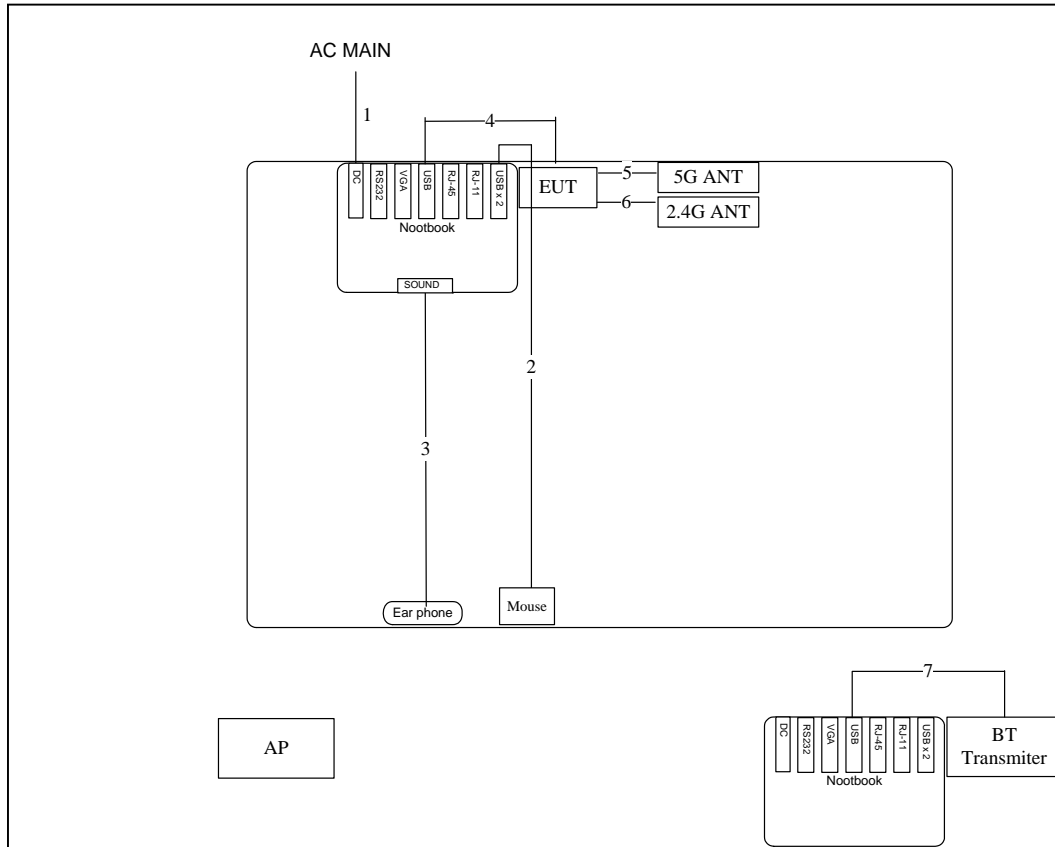 AC MAIN
1
4
DC
RS232
VGA
USB
RJ-45
RJ-11
USB x 2
Nootbook
SOUND
EUT
5
5G ANT
6
2.4G ANT
2
3
Ear phone
Mouse
7
AP
DC
RS232
VGA
USB
RJ-45
RJ-11
USB x 2
Nootbook
BT
Transmiter